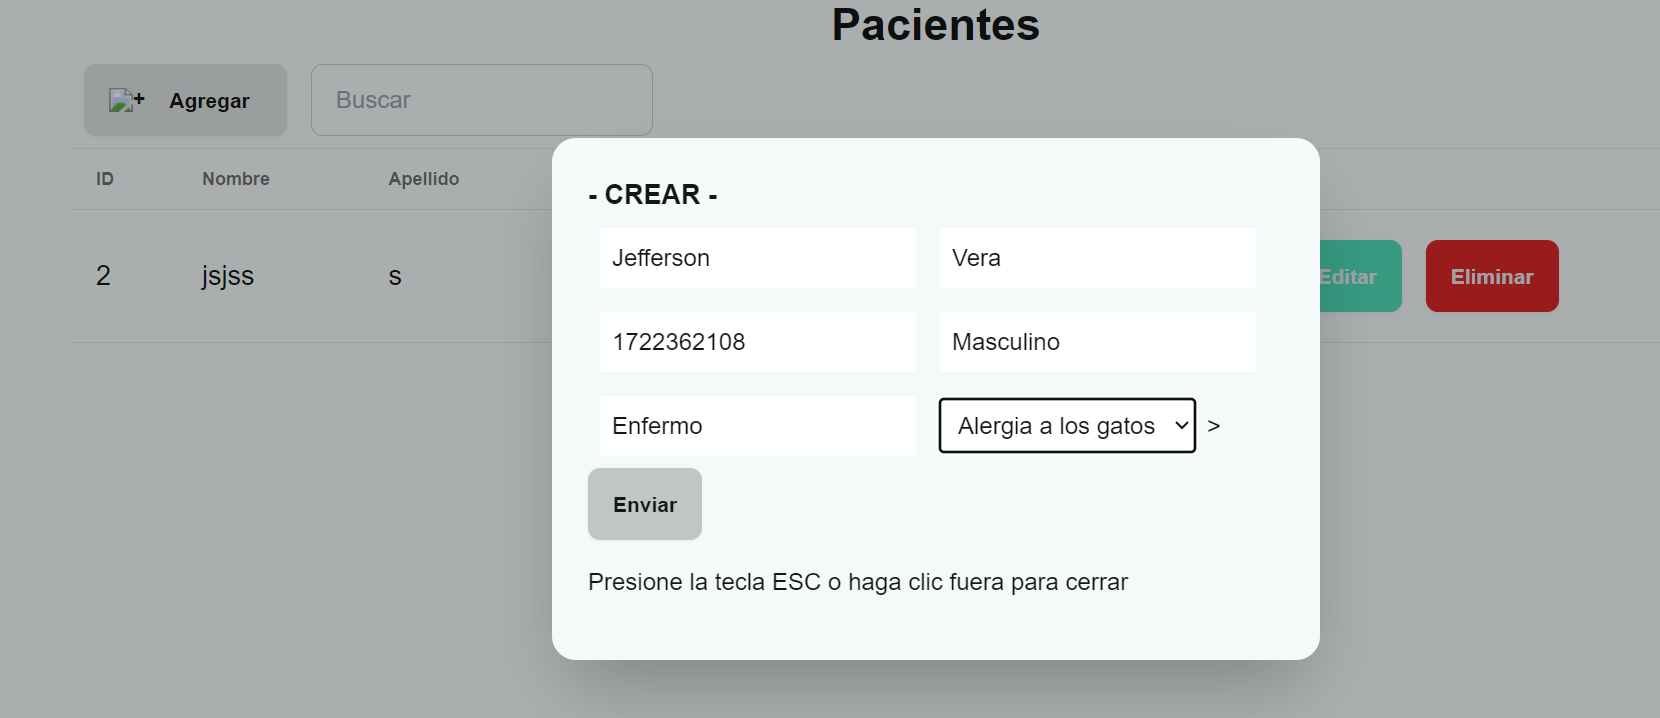 Pacientes
+ Agregar
Buscar
ID Nombre Apellido
2 jsjss s Editar Eliminar
- CREAR -
Jefferson Vera
1722362108 Masculino
Enfermo Alergia a los gatos >
Enviar
Presione la tecla ESC o haga clic fuera para cerrar